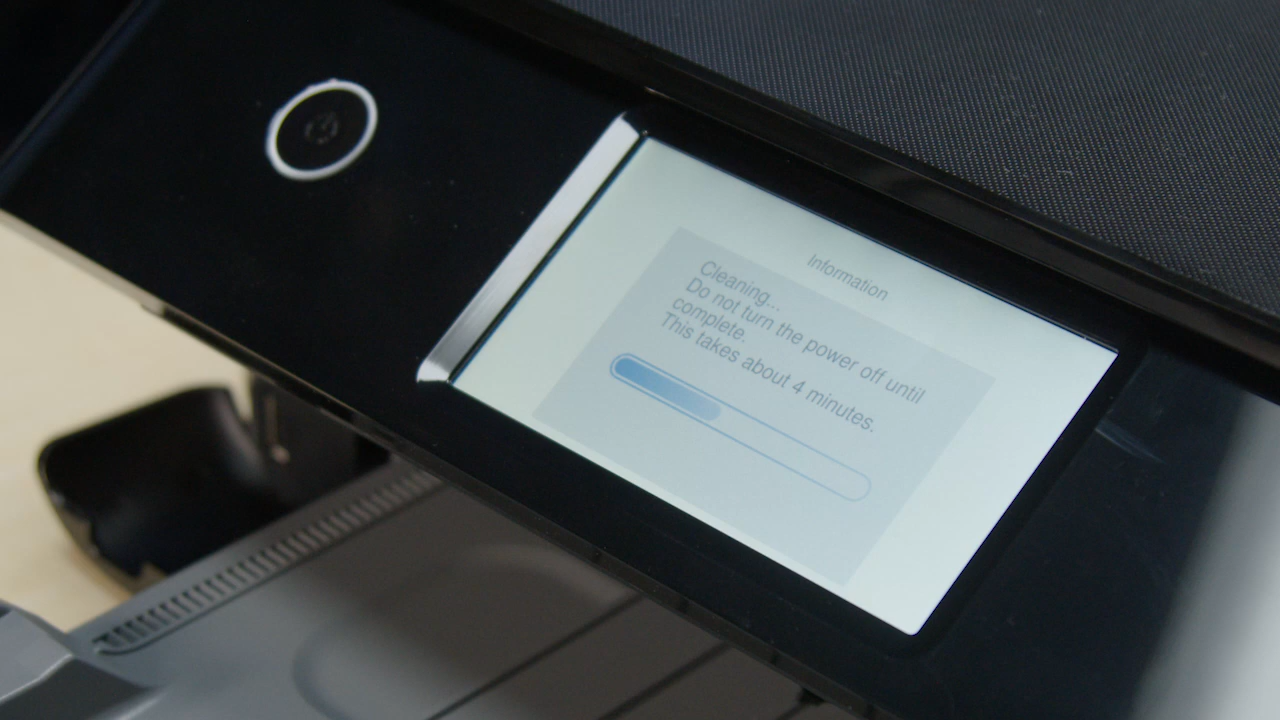 Information
Cleaning...
Do not turn the power off until
complete.
This takes about 4 minutes.